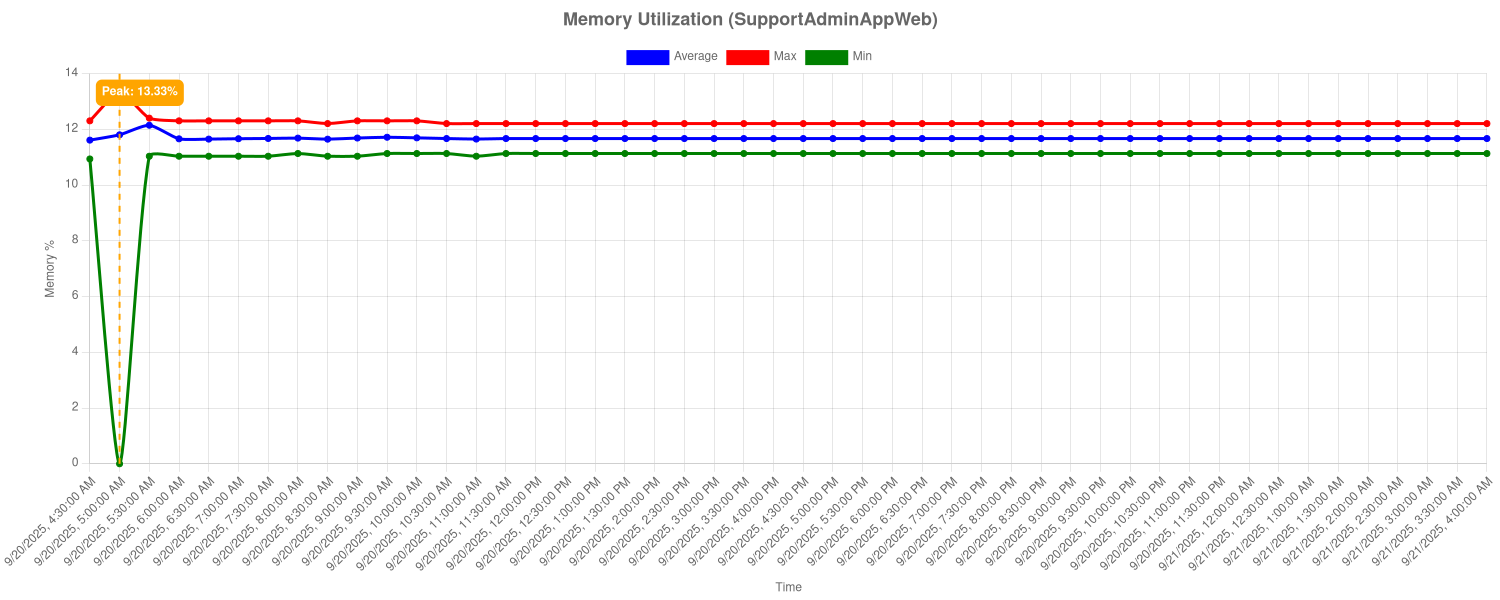 Memory Utilization (SupportAdminAppWeb)
Average Max Min
14
Peak: 13.33%
12
10
8
6
4
2
0
Memory %
9/20/2025, 4:30:00 AM
9/20/2025, 5:00:00 AM
9/20/2025, 5:30:00 AM
9/20/2025, 6:00:00 AM
9/20/2025, 6:30:00 AM
9/20/2025, 7:00:00 AM
9/20/2025, 7:30:00 AM
9/20/2025, 8:00:00 AM
9/20/2025, 8:30:00 AM
9/20/2025, 9:00:00 AM
9/20/2025, 9:30:00 AM
9/20/2025, 10:00:00 AM
9/20/2025, 10:30:00 AM
9/20/2025, 11:00:00 AM
9/20/2025, 11:30:00 AM
9/20/2025, 12:00:00 PM
9/20/2025, 12:30:00 PM
9/20/2025, 1:00:00 PM
9/20/2025, 1:30:00 PM
9/20/2025, 2:00:00 PM
9/20/2025, 2:30:00 PM
9/20/2025, 3:00:00 PM
9/20/2025, 3:30:00 PM
9/20/2025, 4:00:00 PM
9/20/2025, 4:30:00 PM
9/20/2025, 5:00:00 PM
9/20/2025, 5:30:00 PM
9/20/2025, 6:00:00 PM
9/20/2025, 6:30:00 PM
9/20/2025, 7:00:00 PM
9/20/2025, 7:30:00 PM
9/20/2025, 8:00:00 PM
9/20/2025, 8:30:00 PM
9/20/2025, 9:00:00 PM
9/20/2025, 9:30:00 PM
9/20/2025, 10:00:00 PM
9/20/2025, 10:30:00 PM
9/20/2025, 11:00:00 PM
9/20/2025, 11:30:00 PM
9/21/2025, 12:00:00 AM
9/21/2025, 12:30:00 AM
9/21/2025, 1:00:00 AM
9/21/2025, 1:30:00 AM
9/21/2025, 2:00:00 AM
9/21/2025, 2:30:00 AM
9/21/2025, 3:00:00 AM
9/21/2025, 3:30:00 AM
9/21/2025, 4:00:00 AM
Time